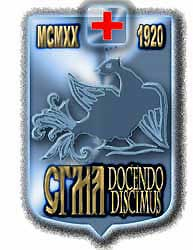 MCMXX 1920
СГМА DOCENDO
DISCIMUS